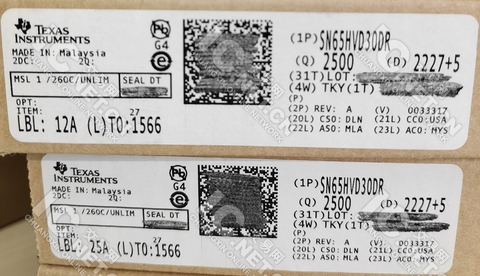 TEXAS
INSTRUMENTS
MADE IN: Malaysia
2DC: 2Q:
Pb
G4
e
MSL 1 /260C/UNLIM SEAL DT
OPT:
ITEM: 27
LBL: 12A (L)TO:1566
(1P) SN65HVD30DR
(Q) 2500 (D) 2227+5
(31T)LOT:
(4W) TKY(1T)
(P)
(2P) REV: A (V) 0033317
(20L) CSO: DLN (21L) CCO:USA
(22L) ASO: MLA (23L) ACO: MYS
TEXAS
INSTRUMENTS
MADE IN: Malaysia
2DC: 2Q:
Pb
G4
e
MSL 1 /260C/UNLIM SEAL DT
OPT:
ITEM: 27
LBL: 25A (L)TO:1566
(1P) SN65HVD30DR
(Q) 2500 (D) 2227+5
(31T)LOT:
(4W) TKY(1T)
(P)
(2P) REV: A (V) 0033317
(20L) CSO: DLN (21L) CCO:USA
(22L) ASO: MLA (23L) ACO: MYS